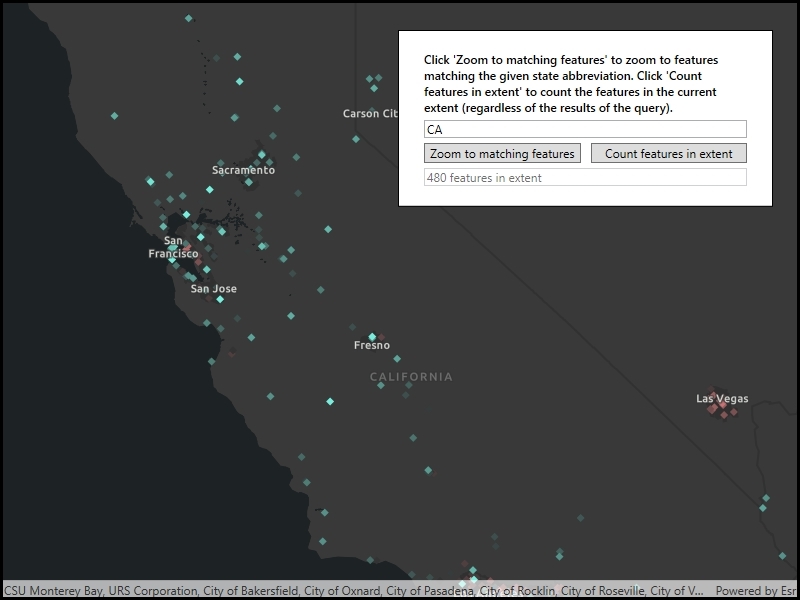 Click 'Zoom to matching features' to zoom to features
matching the given state abbreviation. Click 'Count
features in extent' to count the features in the current
extent (regardless of the results of the query).
CA
Zoom to matching features
Count features in extent
480 features in extent
Carson Cit
Sacramento
San
Francisco
San Jose
Fresno
CALIFORNIA
Las Vegas
CSU Monterey Bay, URS Corporation, City of Bakersfield, City of Oxnard, City of Pasadena, City of Rocklin, City of Roseville, City of V...
Powered by Esr